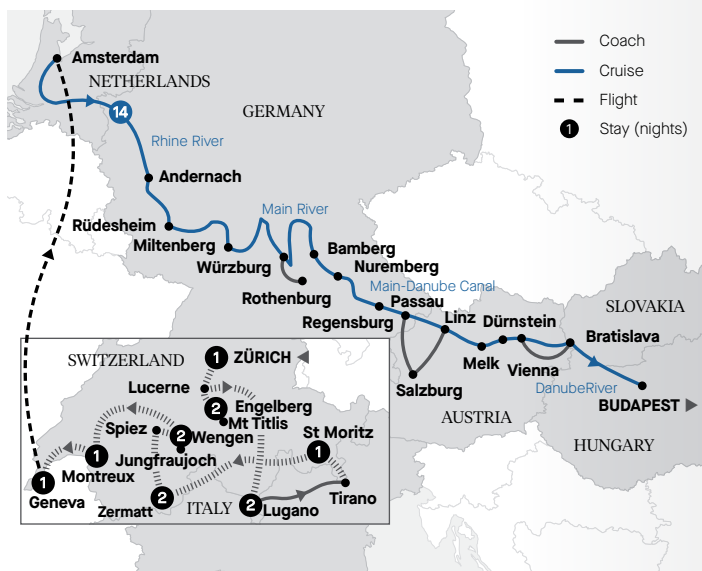 Amsterdam
NETHERLANDS
GERMANY
Coach
Cruise
Flight
1 Stay (nights)
14
Rhine River
Andernach
Rüdesheim
Main River
Miltenberg
Würzburg
Rothenburg
Bamberg
Nuremberg
Main-Danube Canal
Passau
Regensburg
Linz
Dürnstein
SLOVAKIA
Bratislava
Melk
Vienna
Salzburg
DanubeRiver
BUDAPEST
AUSTRIA
HUNGARY
SWITZERLAND
1 ZÜRICH
Lucerne
2 Engelberg
Mt Titlis
Spiez
2 Wengen
Jungfraujoch
St Moritz
1
1
Montreux
1
Geneva
2
Zermatt
ITALY
2 Lugano
Tirano